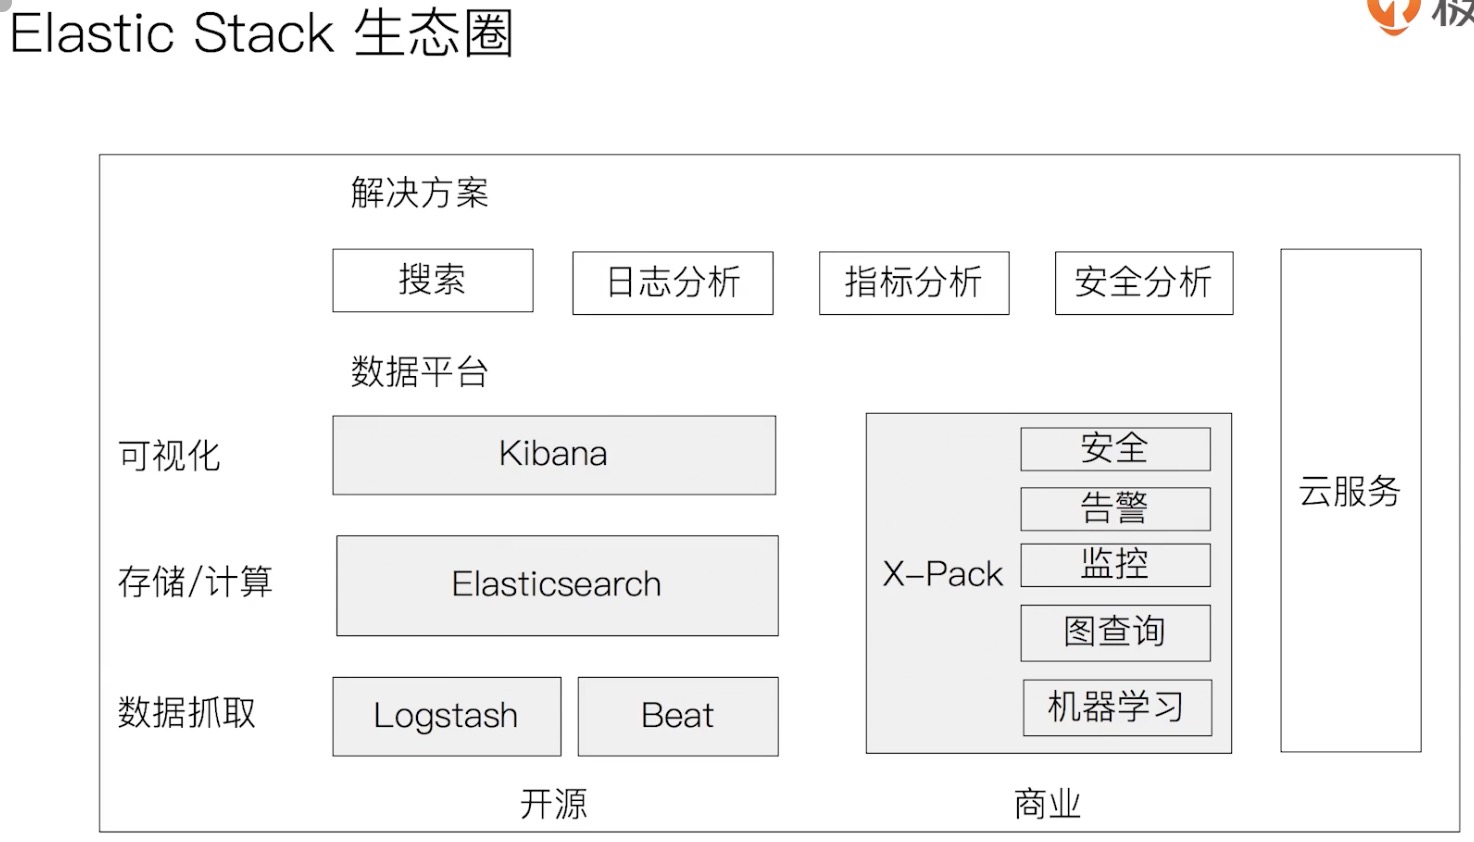 Elastic Stack 生态圈
解决方案
搜索
日志分析
指标分析
安全分析
云服务
数据平台
可视化
Kibana
存储/计算
Elasticsearch
数据抓取
Logstash
Beat
X-Pack
安全
告警
监控
图查询
机器学习
开源
商业